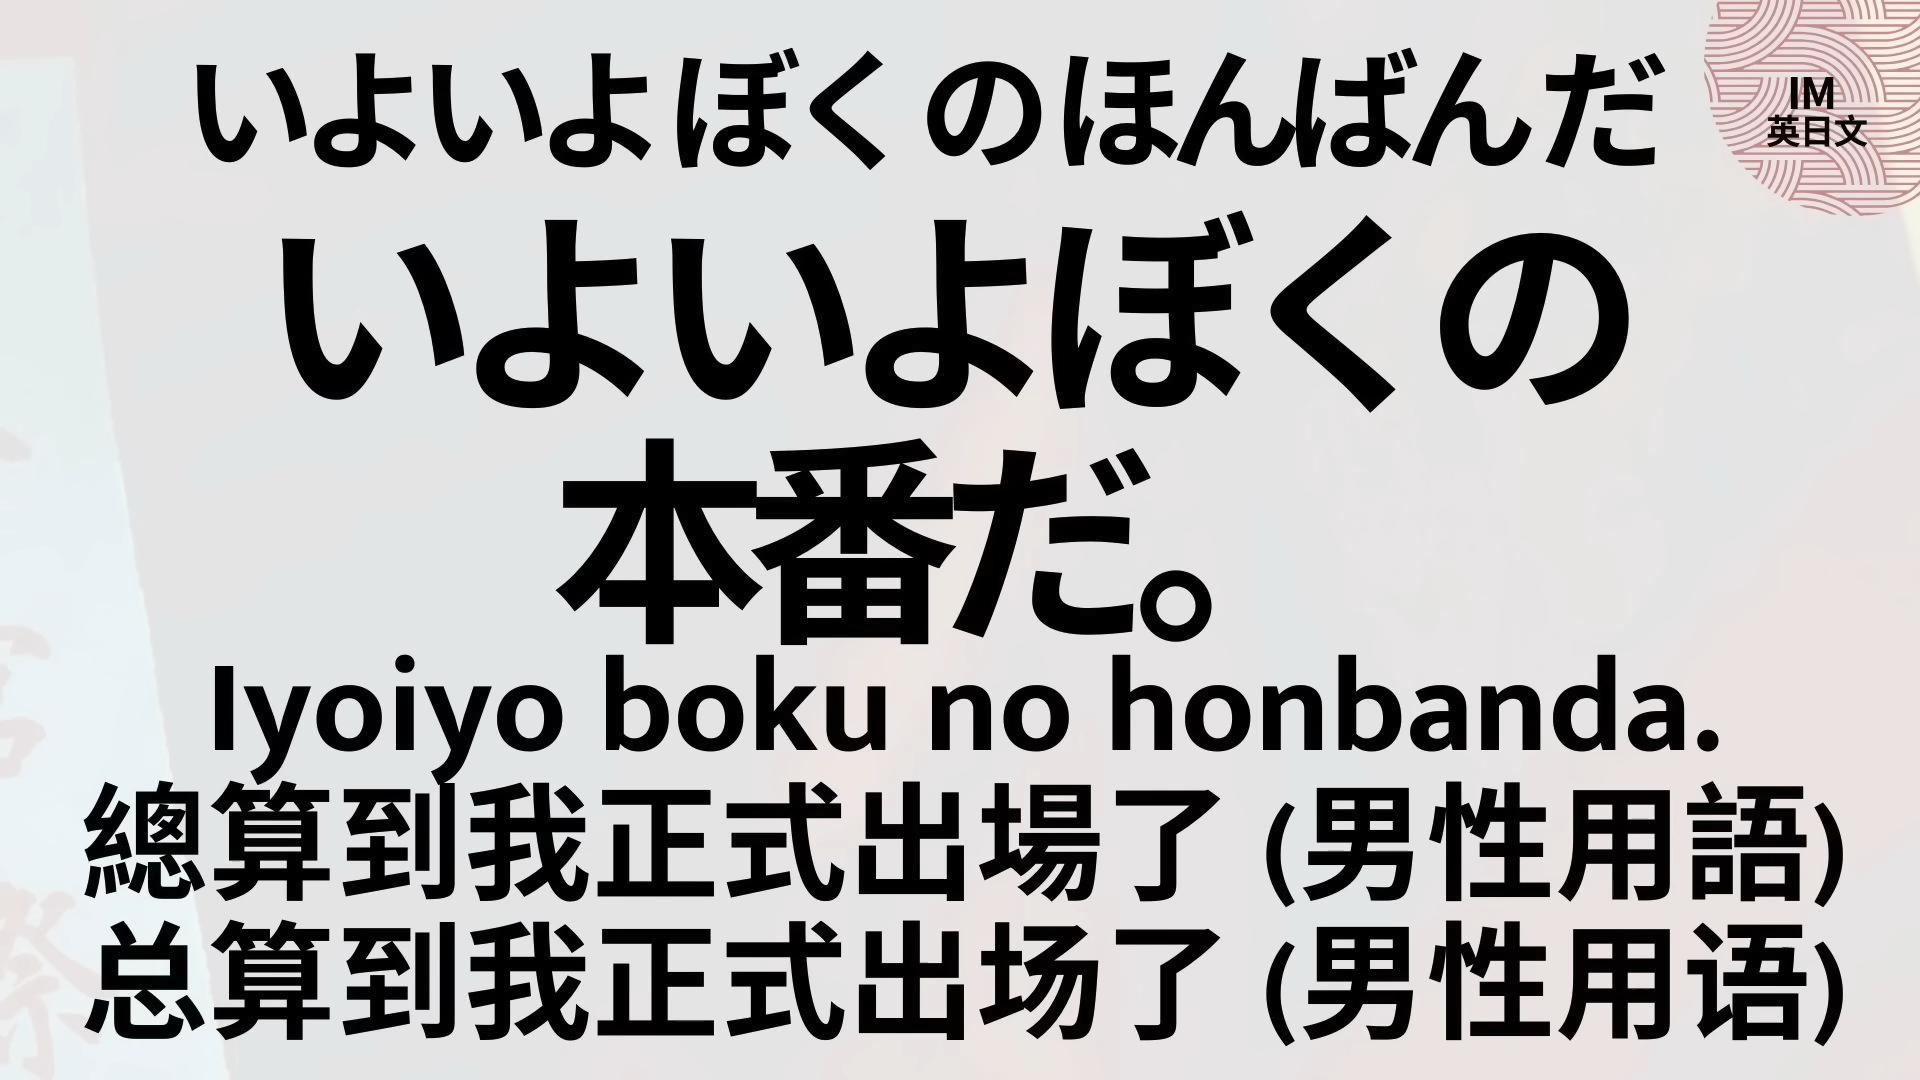 いよいよぼくのほんばんだ
IM
英日文
いよいよぼくの
本番だ。
Iyoiyo boku no honbanda.
總算到我正式出場了 (男性用語)
总算到我正式出场了 (男性用语)